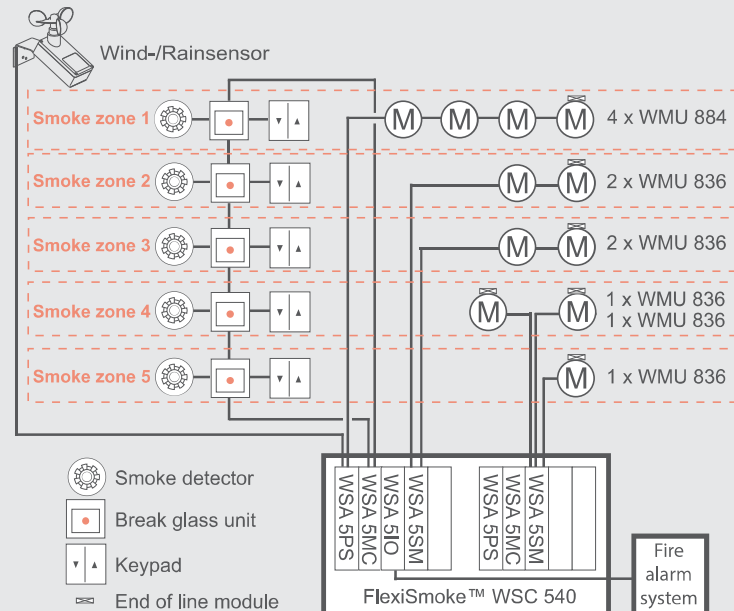 Wind-/Rainsensor
Smoke zone 1
M M M M
4 x WMU 884
Smoke zone 2
M M
2 x WMU 836
Smoke zone 3
M M
2 x WMU 836
Smoke zone 4
M M
1 x WMU 836
1 x WMU 836
Smoke zone 5
M
1 x WMU 836
Smoke detector
Break glass unit
Keypad
End of line module
WSA 5PS
WSA 5MC
WSA 5IO
WSA 5SM
WSA 5PS
WSA 5MC
WSA 5SM
FlexiSmoke™ WSC 540
Fire
alarm
system